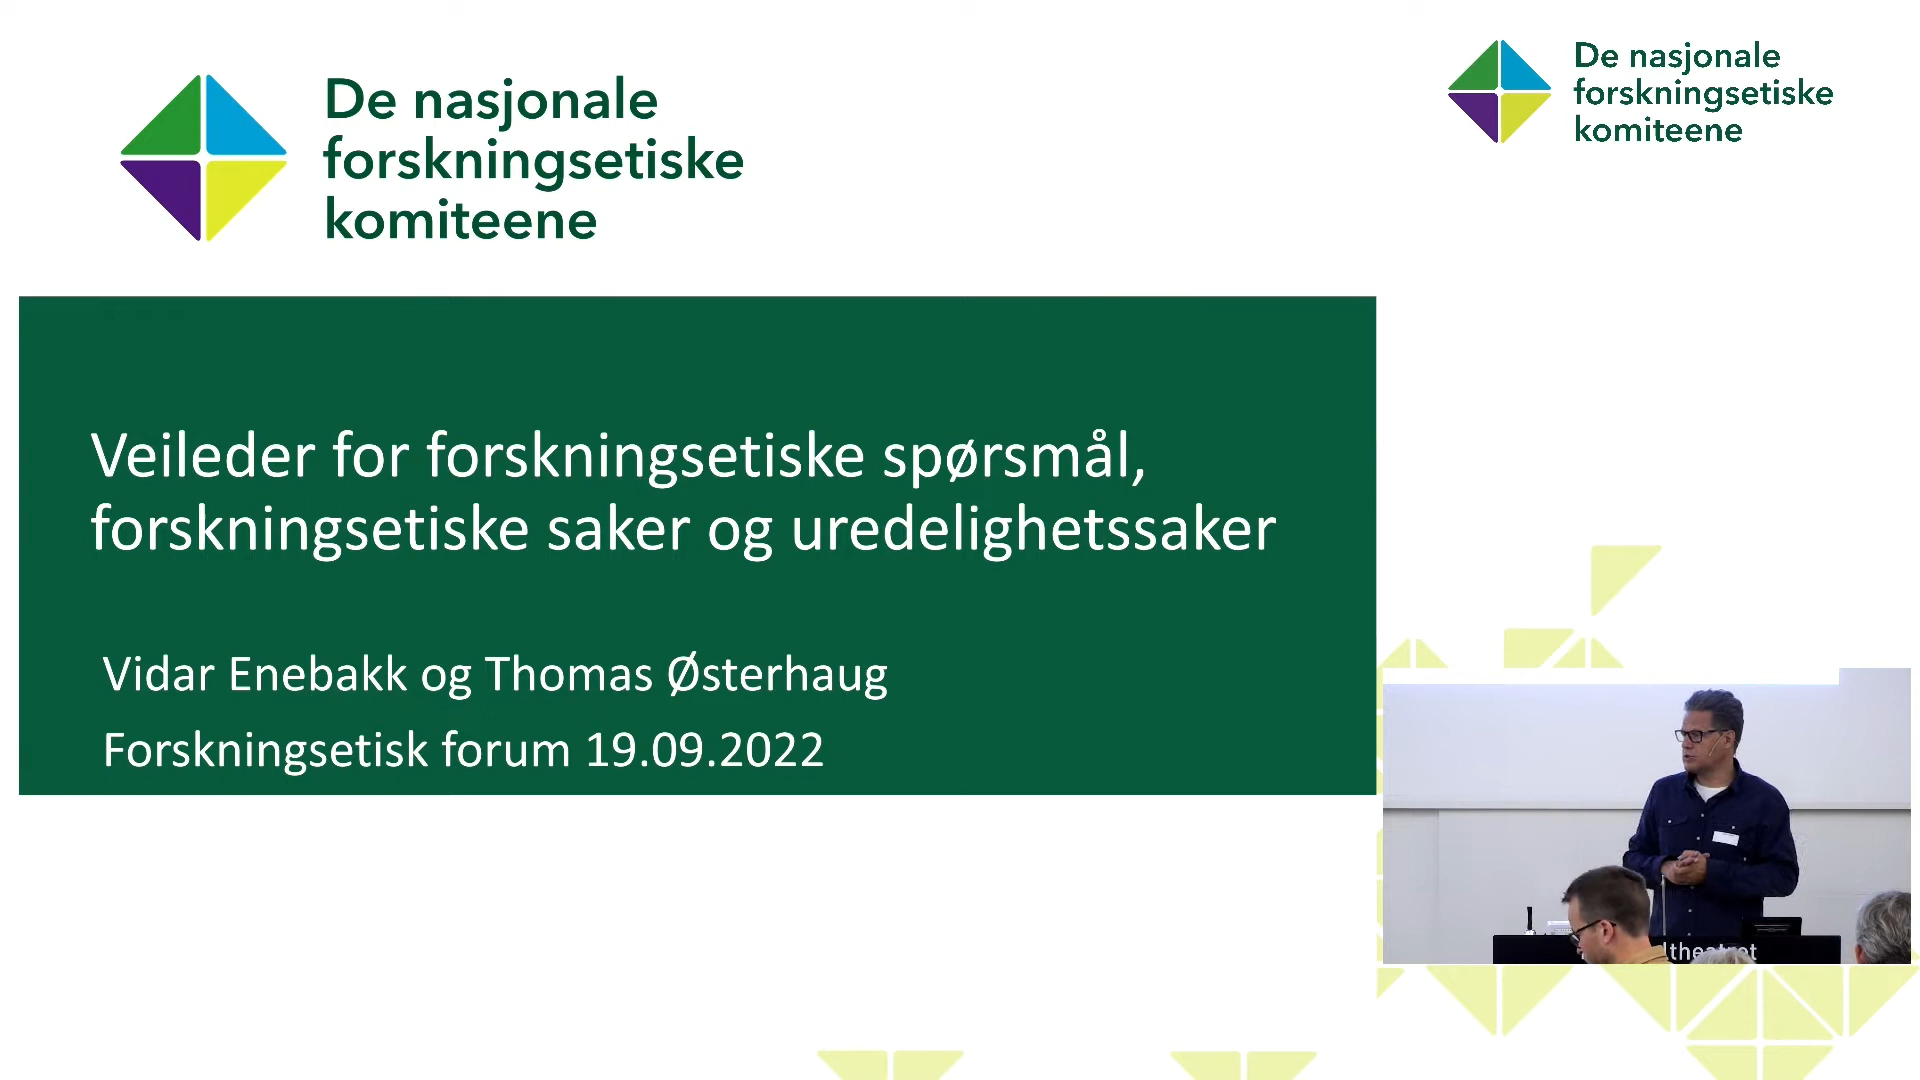 De nasjonale
forskningsetiske
komiteene
De nasjonale
forskningsetiske
komiteene
Veileder for forskningsetiske spørsmål,
forskningsetiske saker og uredelighetssaker
Vidar Enebakk og Thomas Østerhaug
Forskningsetisk forum 19.09.2022